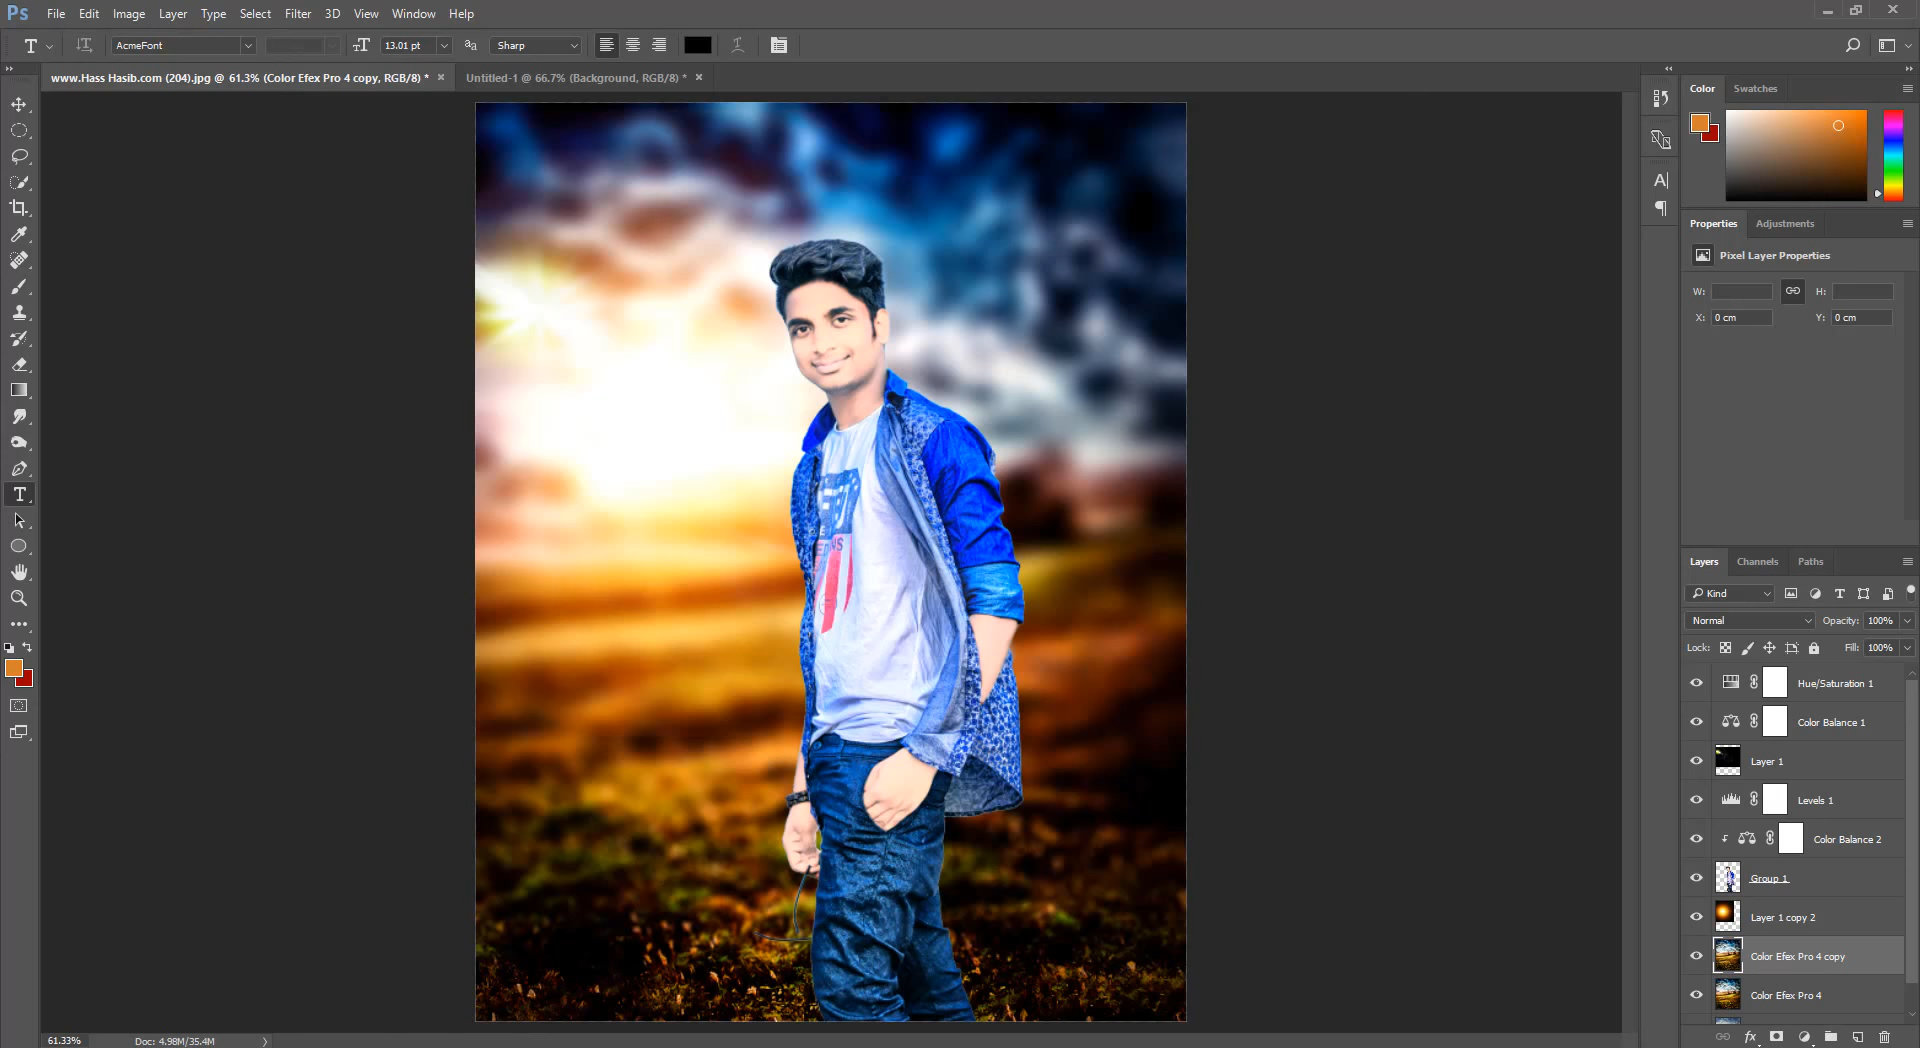 Ps File Edit Image Layer Type Select Filter 3D View Window Help
T AcmeFont 13.01 pt aa Sharp
www.Hass Hasib.com (204).jpg @ 61.3% (Color Efex Pro 4 copy, RGB/8) * × Untitled-1 @ 66.7% (Background, RGB/8) * ×
Color Swatches
Properties Adjustments
Pixel Layer Properties
W: H:
X: 0 cm Y: 0 cm
Layers Channels Paths
Kind
Normal Opacity: 100%
Lock: Fill: 100%
Hue/Saturation 1
Color Balance 1
Layer 1
Levels 1
Color Balance 2
Group 1
Layer 1 copy 2
Color Efex Pro 4 copy
Color Efex Pro 4
fx
61.33% Doc: 4.98M/35.4M